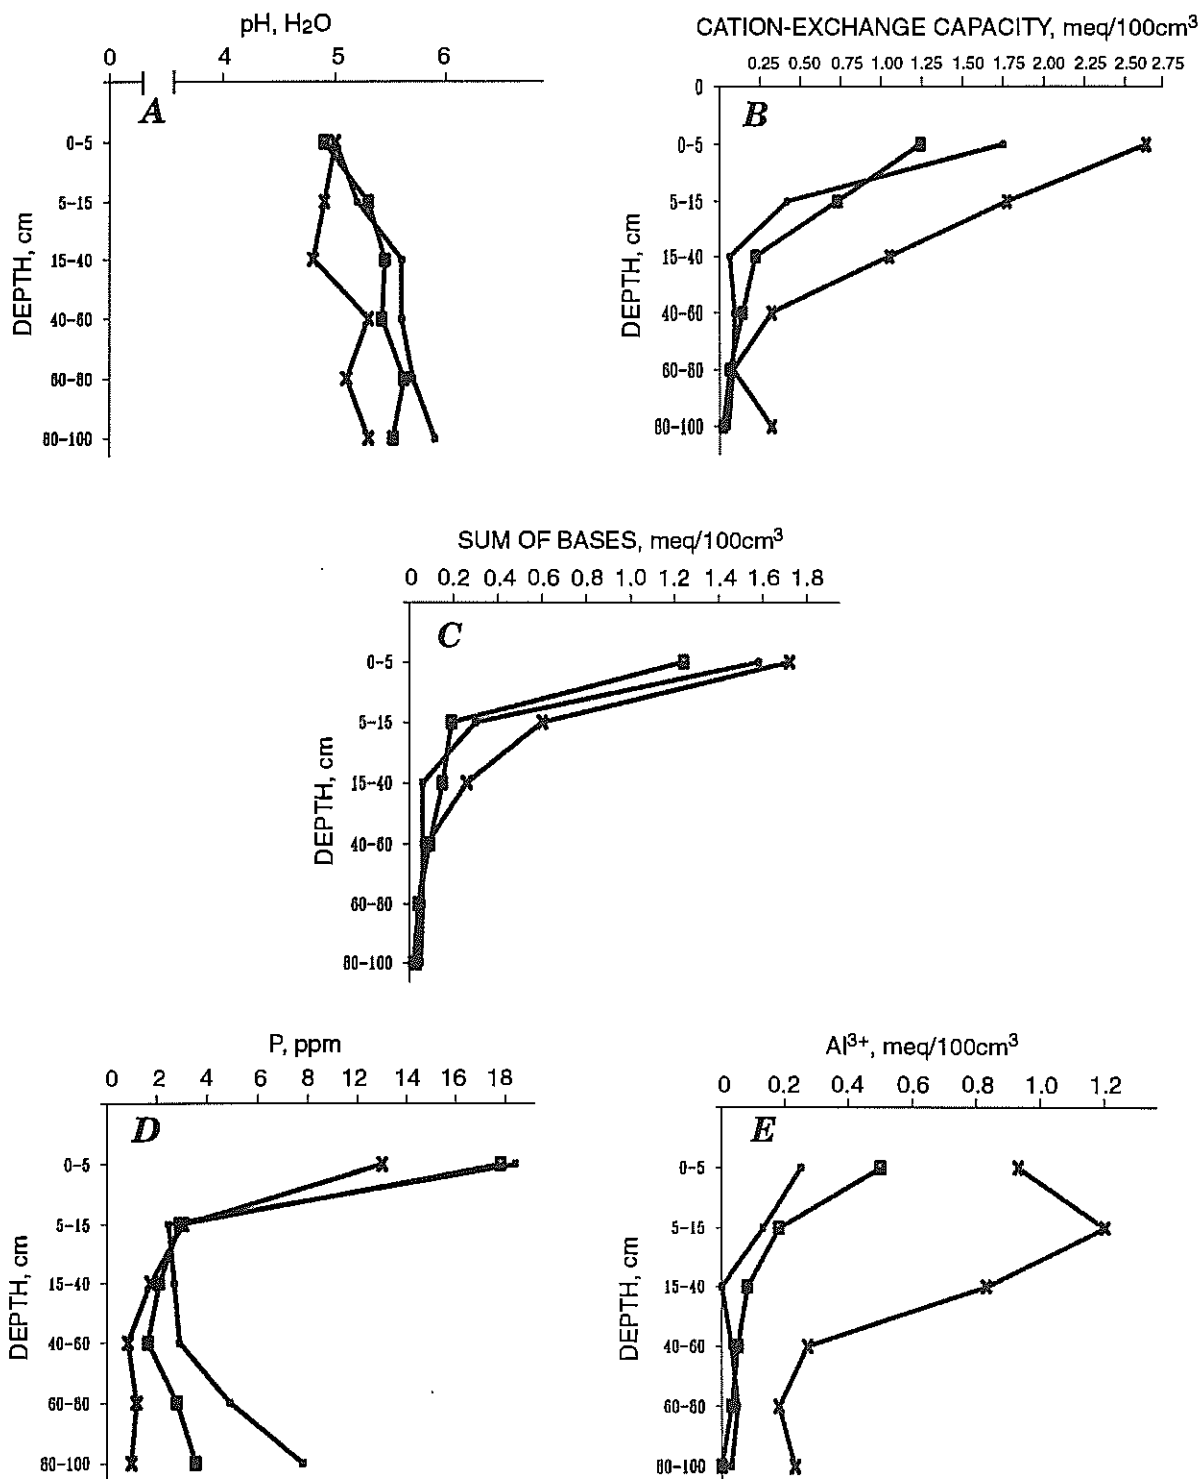 pH, H₂O
0 4 5 6
A
0-5
5-15
15-40
40-60
60-80
80-100
DEPTH, cm
CATION-EXCHANGE CAPACITY, meq/100cm³
0.25 0.50 0.75 1.00 1.25 1.75 2.00 2.50 2.75
0
B
0-5
5-15
15-40
40-60
60-80
80-100
DEPTH, cm
SUM OF BASES, meq/100cm³
0 0.2 0.4 0.6 1.0 1.2 1.4 1.6 1.8
C
0-5
5-15
15-40
40-60
60-80
80-100
DEPTH, cm
P, ppm
0 2 4 6 8 12 14 16 18
D
0-5
5-15
15-40
40-60
60-80
80-100
DEPTH, cm
Al³⁺, meq/100cm³
0 0.2 0.4 0.6 0.8 1.0 1.2
E
0-5
5-15
15-40
40-60
60-80
80-100
DEPTH, cm